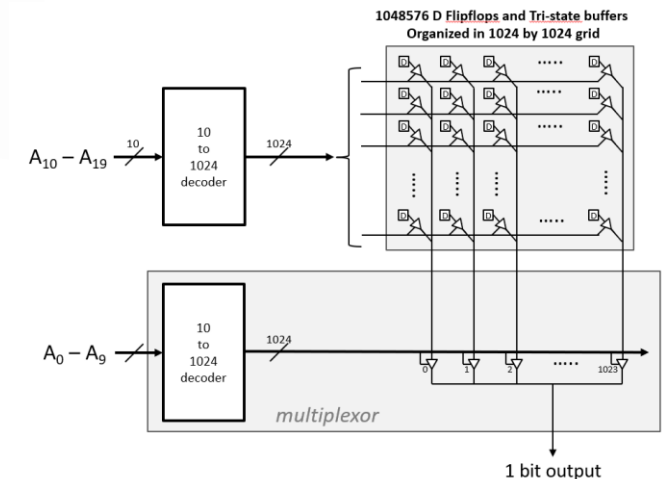 1048576 D Flipflops and Tri-state buffers
Organized in 1024 by 1024 grid
D D D ..... D
D D D ..... D
D D D ..... D
D D D ..... D
A10 – A19
10
10
to
1024
decoder
1024
A0 – A9
10
to
1024
decoder
1024
0 1 2 ..... 1023
multiplexor
1 bit output